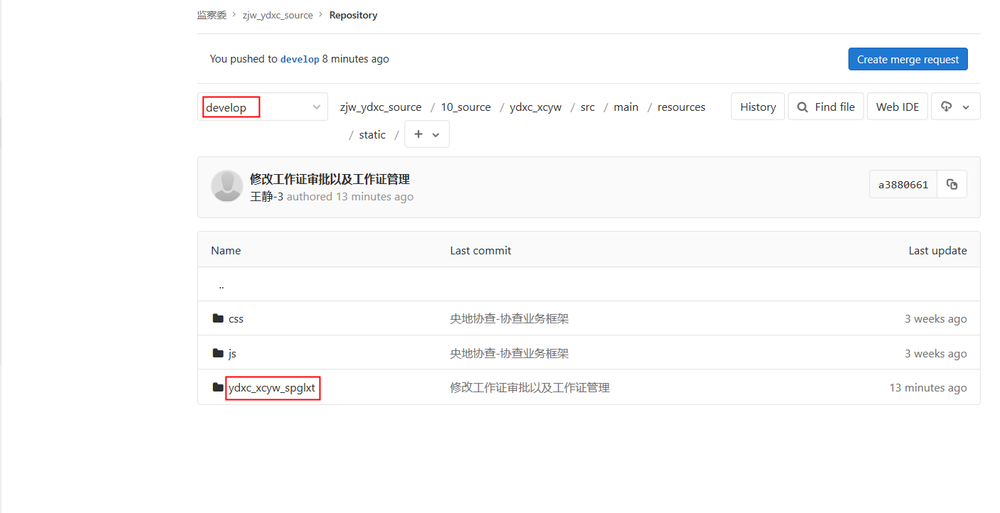 监察委 > zjw_ydxc_source > Repository
You pushed to develop 8 minutes ago
Create merge request
develop
zjw_ydxc_source / 10_source / ydxc_xcyw / src / main / resources
/ static /
History
Find file
Web IDE
修改工作证审批以及工作证管理
王静-3 authored 13 minutes ago
a3880661
Name Last commit Last update
..
css 央地协查-协查业务框架 3 weeks ago
js 央地协查-协查业务框架 3 weeks ago
ydxc_xcyw_spglxt 修改工作证审批以及工作证管理 13 minutes ago